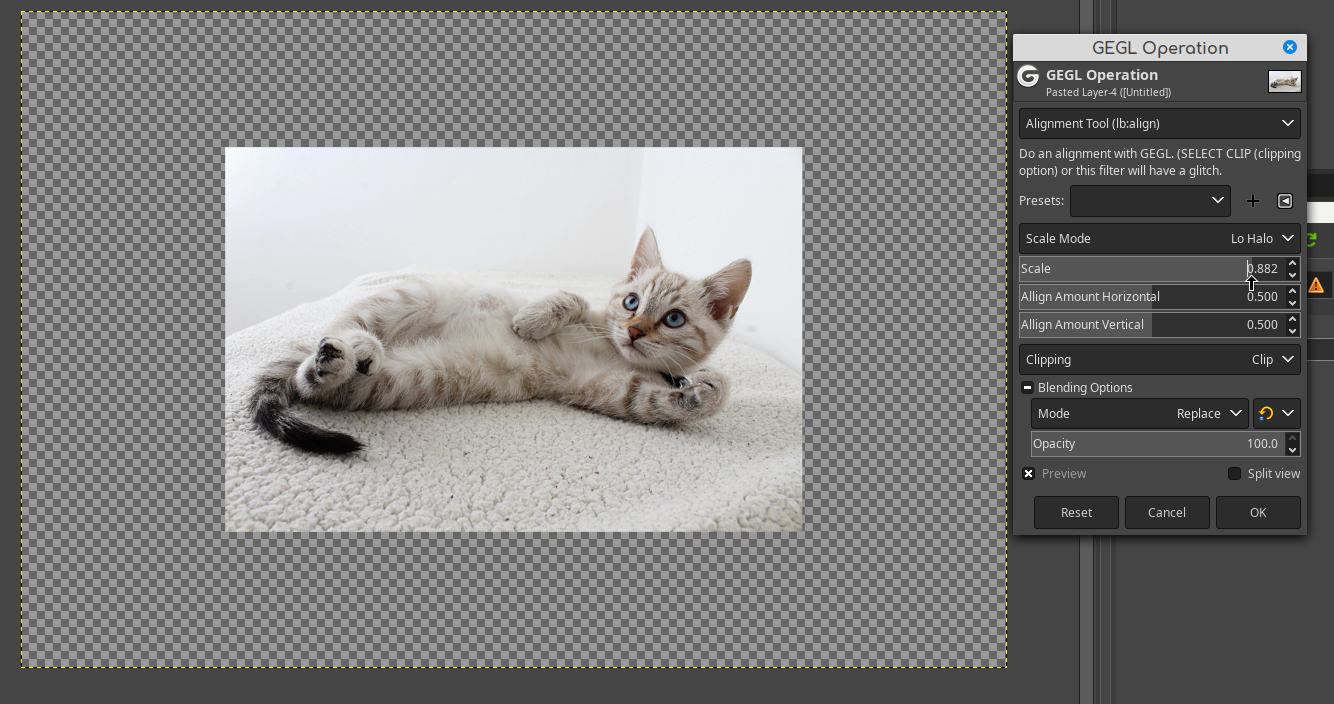 GEGL Operation
GEGL Operation
Pasted Layer-4 ([Untitled])
Alignment Tool (lb:align)
Do an alignment with GEGL. (SELECT CLIP (clipping
option) or this filter will have a glitch.
Presets:
Scale Mode Lo Halo
Scale 0.882
Allign Amount Horizontal 0.500
Allign Amount Vertical 0.500
Clipping Clip
Blending Options
Mode Replace
Opacity 100.0
Preview Split view
Reset Cancel OK